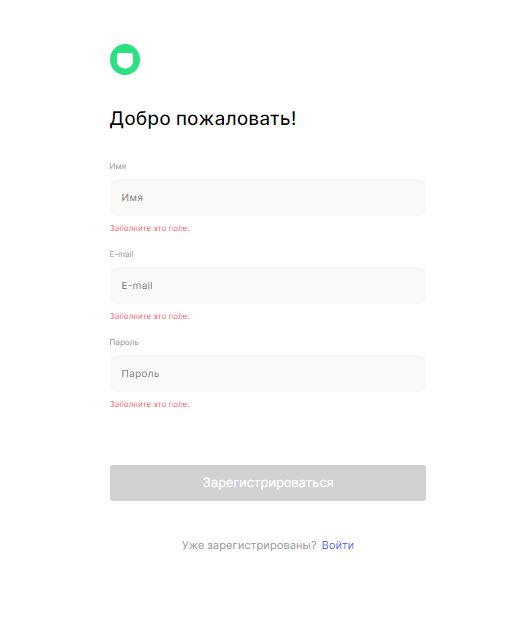 Добро пожаловать!
Имя
Имя
Заполните это поле.
E-mail
E-mail
Заполните это поле.
Пароль
Пароль
Заполните это поле.
Зарегистрироваться
Уже зарегистрированы? Войти